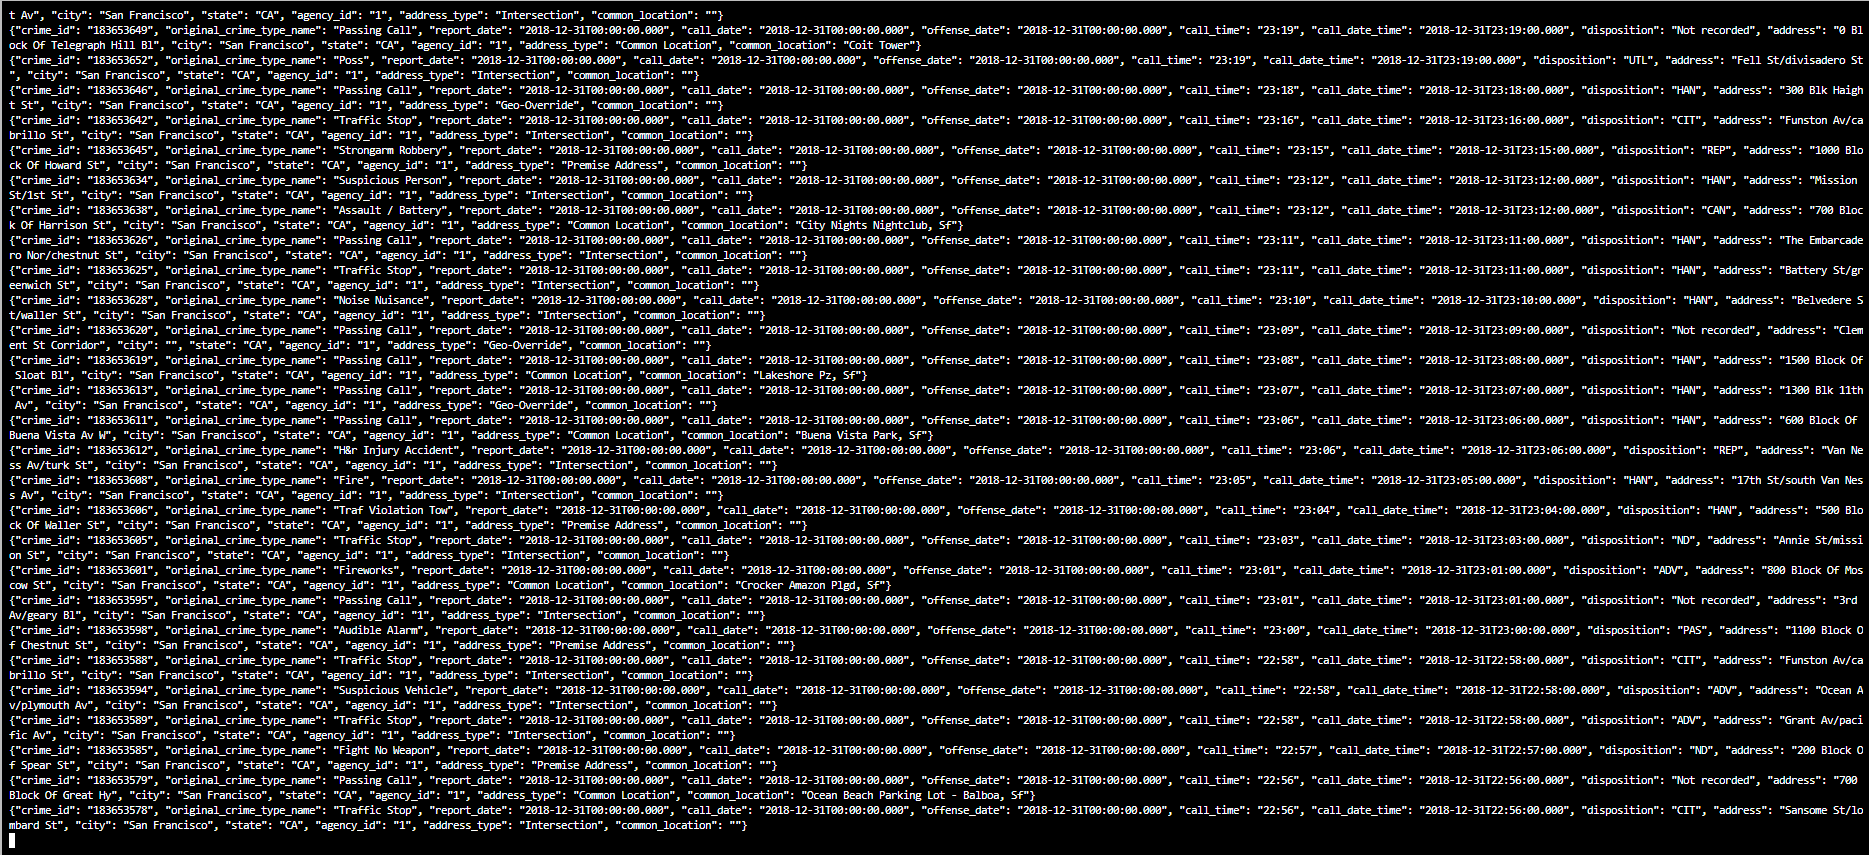 t Av", "city": "San Francisco", "state": "CA", "agency_id": "1", "address_type": "Intersection", "common_location": ""}
{"crime_id": "183653649", "original_crime_type_name": "Passing Call", "report_date": "2018-12-31T00:00:00.000", "call_date": "2018-12-31T00:00:00.000", "offense_date": "2018-12-31T00:00:00.000", "call_time": "23:19", "call_date_time": "2018-12-31T23:19:00.000", "disposition": "Not recorded", "address": "0 Bl
ock Of Telegraph Hill Bl", "city": "San Francisco", "state": "CA", "agency_id": "1", "address_type": "Common Location", "common_location": "Coit Tower"}
{"crime_id": "183653652", "original_crime_type_name": "Poss", "report_date": "2018-12-31T00:00:00.000", "call_date": "2018-12-31T00:00:00.000", "offense_date": "2018-12-31T00:00:00.000", "call_time": "23:19", "call_date_time": "2018-12-31T23:19:00.000", "disposition": "UTL", "address": "Fell St/divisadero St
", "city": "San Francisco", "state": "CA", "agency_id": "1", "address_type": "Intersection", "common_location": ""}
{"crime_id": "183653646", "original_crime_type_name": "Passing Call", "report_date": "2018-12-31T00:00:00.000", "call_date": "2018-12-31T00:00:00.000", "offense_date": "2018-12-31T00:00:00.000", "call_time": "23:18", "call_date_time": "2018-12-31T23:18:00.000", "disposition": "HAN", "address": "300 Blk Haigh
t St", "city": "San Francisco", "state": "CA", "agency_id": "1", "address_type": "Geo-Override", "common_location": ""}
{"crime_id": "183653642", "original_crime_type_name": "Traffic Stop", "report_date": "2018-12-31T00:00:00.000", "call_date": "2018-12-31T00:00:00.000", "offense_date": "2018-12-31T00:00:00.000", "call_time": "23:16", "call_date_time": "2018-12-31T23:16:00.000", "disposition": "CIT", "address": "Funston Av/ca
brillo St", "city": "San Francisco", "state": "CA", "agency_id": "1", "address_type": "Intersection", "common_location": ""}
{"crime_id": "183653645", "original_crime_type_name": "Strongarm Robbery", "report_date": "2018-12-31T00:00:00.000", "call_date": "2018-12-31T00:00:00.000", "offense_date": "2018-12-31T00:00:00.000", "call_time": "23:15", "call_date_time": "2018-12-31T23:15:00.000", "disposition": "REP", "address": "1000 Blo
ck Of Howard St", "city": "San Francisco", "state": "CA", "agency_id": "1", "address_type": "Premise Address", "common_location": ""}
{"crime_id": "183653634", "original_crime_type_name": "Suspicious Person", "report_date": "2018-12-31T00:00:00.000", "call_date": "2018-12-31T00:00:00.000", "offense_date": "2018-12-31T00:00:00.000", "call_time": "23:12", "call_date_time": "2018-12-31T23:12:00.000", "disposition": "HAN", "address": "Mission 
St/1st St", "city": "San Francisco", "state": "CA", "agency_id": "1", "address_type": "Intersection", "common_location": ""}
{"crime_id": "183653638", "original_crime_type_name": "Assault / Battery", "report_date": "2018-12-31T00:00:00.000", "call_date": "2018-12-31T00:00:00.000", "offense_date": "2018-12-31T00:00:00.000", "call_time": "23:12", "call_date_time": "2018-12-31T23:12:00.000", "disposition": "CAN", "address": "700 Bloc
k Of Harrison St", "city": "San Francisco", "state": "CA", "agency_id": "1", "address_type": "Common Location", "common_location": "City Nights Nightclub, Sf"}
{"crime_id": "183653626", "original_crime_type_name": "Passing Call", "report_date": "2018-12-31T00:00:00.000", "call_date": "2018-12-31T00:00:00.000", "offense_date": "2018-12-31T00:00:00.000", "call_time": "23:11", "call_date_time": "2018-12-31T23:11:00.000", "disposition": "HAN", "address": "The Embarcade
ro Nor/chestnut St", "city": "San Francisco", "state": "CA", "agency_id": "1", "address_type": "Intersection", "common_location": ""}
{"crime_id": "183653625", "original_crime_type_name": "Traffic Stop", "report_date": "2018-12-31T00:00:00.000", "call_date": "2018-12-31T00:00:00.000", "offense_date": "2018-12-31T00:00:00.000", "call_time": "23:11", "call_date_time": "2018-12-31T23:11:00.000", "disposition": "HAN", "address": "Battery St/gr
eenwich St", "city": "San Francisco", "state": "CA", "agency_id": "1", "address_type": "Intersection", "common_location": ""}
{"crime_id": "183653628", "original_crime_type_name": "Noise Nuisance", "report_date": "2018-12-31T00:00:00.000", "call_date": "2018-12-31T00:00:00.000", "offense_date": "2018-12-31T00:00:00.000", "call_time": "23:10", "call_date_time": "2018-12-31T23:10:00.000", "disposition": "HAN", "address": "Belvedere S
t/waller St", "city": "San Francisco", "state": "CA", "agency_id": "1", "address_type": "Intersection", "common_location": ""}
{"crime_id": "183653620", "original_crime_type_name": "Passing Call", "report_date": "2018-12-31T00:00:00.000", "call_date": "2018-12-31T00:00:00.000", "offense_date": "2018-12-31T00:00:00.000", "call_time": "23:09", "call_date_time": "2018-12-31T23:09:00.000", "disposition": "Not recorded", "address": "Clem
ent St Corridor", "city": "", "state": "CA", "agency_id": "1", "address_type": "Geo-Override", "common_location": ""}
{"crime_id": "183653619", "original_crime_type_name": "Passing Call", "report_date": "2018-12-31T00:00:00.000", "call_date": "2018-12-31T00:00:00.000", "offense_date": "2018-12-31T00:00:00.000", "call_time": "23:08", "call_date_time": "2018-12-31T23:08:00.000", "disposition": "HAN", "address": "1500 Block Of
 Sloat Bl", "city": "San Francisco", "state": "CA", "agency_id": "1", "address_type": "Common Location", "common_location": "Lakeshore Pz, Sf"}
{"crime_id": "183653613", "original_crime_type_name": "Passing Call", "report_date": "2018-12-31T00:00:00.000", "call_date": "2018-12-31T00:00:00.000", "offense_date": "2018-12-31T00:00:00.000", "call_time": "23:07", "call_date_time": "2018-12-31T23:07:00.000", "disposition": "HAN", "address": "1300 Blk 11th
 Av", "city": "San Francisco", "state": "CA", "agency_id": "1", "address_type": "Geo-Override", "common_location": ""}
{"crime_id": "183653611", "original_crime_type_name": "Passing Call", "report_date": "2018-12-31T00:00:00.000", "call_date": "2018-12-31T00:00:00.000", "offense_date": "2018-12-31T00:00:00.000", "call_time": "23:06", "call_date_time": "2018-12-31T23:06:00.000", "disposition": "HAN", "address": "600 Block Of 
Buena Vista Av W", "city": "San Francisco", "state": "CA", "agency_id": "1", "address_type": "Common Location", "common_location": "Buena Vista Park, Sf"}
{"crime_id": "183653612", "original_crime_type_name": "H&r Injury Accident", "report_date": "2018-12-31T00:00:00.000", "call_date": "2018-12-31T00:00:00.000", "offense_date": "2018-12-31T00:00:00.000", "call_time": "23:06", "call_date_time": "2018-12-31T23:06:00.000", "disposition": "REP", "address": "Van Ne
ss Av/turk St", "city": "San Francisco", "state": "CA", "agency_id": "1", "address_type": "Intersection", "common_location": ""}
{"crime_id": "183653608", "original_crime_type_name": "Fire", "report_date": "2018-12-31T00:00:00.000", "call_date": "2018-12-31T00:00:00.000", "offense_date": "2018-12-31T00:00:00.000", "call_time": "23:05", "call_date_time": "2018-12-31T23:05:00.000", "disposition": "HAN", "address": "17th St/south Van Nes
s Av", "city": "San Francisco", "state": "CA", "agency_id": "1", "address_type": "Intersection", "common_location": ""}
{"crime_id": "183653606", "original_crime_type_name": "Traf Violation Tow", "report_date": "2018-12-31T00:00:00.000", "call_date": "2018-12-31T00:00:00.000", "offense_date": "2018-12-31T00:00:00.000", "call_time": "23:04", "call_date_time": "2018-12-31T23:04:00.000", "disposition": "HAN", "address": "500 Blo
ck Of Waller St", "city": "San Francisco", "state": "CA", "agency_id": "1", "address_type": "Premise Address", "common_location": ""}
{"crime_id": "183653605", "original_crime_type_name": "Traffic Stop", "report_date": "2018-12-31T00:00:00.000", "call_date": "2018-12-31T00:00:00.000", "offense_date": "2018-12-31T00:00:00.000", "call_time": "23:03", "call_date_time": "2018-12-31T23:03:00.000", "disposition": "ND", "address": "Annie St/missi
on St", "city": "San Francisco", "state": "CA", "agency_id": "1", "address_type": "Intersection", "common_location": ""}
{"crime_id": "183653601", "original_crime_type_name": "Fireworks", "report_date": "2018-12-31T00:00:00.000", "call_date": "2018-12-31T00:00:00.000", "offense_date": "2018-12-31T00:00:00.000", "call_time": "23:01", "call_date_time": "2018-12-31T23:01:00.000", "disposition": "ADV", "address": "800 Block Of Mos
cow St", "city": "San Francisco", "state": "CA", "agency_id": "1", "address_type": "Common Location", "common_location": "Crocker Amazon Plgd, Sf"}
{"crime_id": "183653595", "original_crime_type_name": "Passing Call", "report_date": "2018-12-31T00:00:00.000", "call_date": "2018-12-31T00:00:00.000", "offense_date": "2018-12-31T00:00:00.000", "call_time": "23:01", "call_date_time": "2018-12-31T23:01:00.000", "disposition": "Not recorded", "address": "3rd 
Av/geary Bl", "city": "San Francisco", "state": "CA", "agency_id": "1", "address_type": "Intersection", "common_location": ""}
{"crime_id": "183653598", "original_crime_type_name": "Audible Alarm", "report_date": "2018-12-31T00:00:00.000", "call_date": "2018-12-31T00:00:00.000", "offense_date": "2018-12-31T00:00:00.000", "call_time": "23:00", "call_date_time": "2018-12-31T23:00:00.000", "disposition": "PAS", "address": "1100 Block O
f Chestnut St", "city": "San Francisco", "state": "CA", "agency_id": "1", "address_type": "Premise Address", "common_location": ""}
{"crime_id": "183653588", "original_crime_type_name": "Traffic Stop", "report_date": "2018-12-31T00:00:00.000", "call_date": "2018-12-31T00:00:00.000", "offense_date": "2018-12-31T00:00:00.000", "call_time": "22:58", "call_date_time": "2018-12-31T22:58:00.000", "disposition": "CIT", "address": "Funston Av/ca
brillo St", "city": "San Francisco", "state": "CA", "agency_id": "1", "address_type": "Intersection", "common_location": ""}
{"crime_id": "183653594", "original_crime_type_name": "Suspicious Vehicle", "report_date": "2018-12-31T00:00:00.000", "call_date": "2018-12-31T00:00:00.000", "offense_date": "2018-12-31T00:00:00.000", "call_time": "22:58", "call_date_time": "2018-12-31T22:58:00.000", "disposition": "ADV", "address": "Ocean A
v/plymouth Av", "city": "San Francisco", "state": "CA", "agency_id": "1", "address_type": "Intersection", "common_location": ""}
{"crime_id": "183653589", "original_crime_type_name": "Traffic Stop", "report_date": "2018-12-31T00:00:00.000", "call_date": "2018-12-31T00:00:00.000", "offense_date": "2018-12-31T00:00:00.000", "call_time": "22:58", "call_date_time": "2018-12-31T22:58:00.000", "disposition": "ADV", "address": "Grant Av/paci
fic Av", "city": "San Francisco", "state": "CA", "agency_id": "1", "address_type": "Intersection", "common_location": ""}
{"crime_id": "183653585", "original_crime_type_name": "Fight No Weapon", "report_date": "2018-12-31T00:00:00.000", "call_date": "2018-12-31T00:00:00.000", "offense_date": "2018-12-31T00:00:00.000", "call_time": "22:57", "call_date_time": "2018-12-31T22:57:00.000", "disposition": "ND", "address": "200 Block O
f Spear St", "city": "San Francisco", "state": "CA", "agency_id": "1", "address_type": "Premise Address", "common_location": ""}
{"crime_id": "183653579", "original_crime_type_name": "Passing Call", "report_date": "2018-12-31T00:00:00.000", "call_date": "2018-12-31T00:00:00.000", "offense_date": "2018-12-31T00:00:00.000", "call_time": "22:56", "call_date_time": "2018-12-31T22:56:00.000", "disposition": "Not recorded", "address": "700 
Block Of Great Hy", "city": "San Francisco", "state": "CA", "agency_id": "1", "address_type": "Common Location", "common_location": "Ocean Beach Parking Lot - Balboa, Sf"}
{"crime_id": "183653578", "original_crime_type_name": "Traffic Stop", "report_date": "2018-12-31T00:00:00.000", "call_date": "2018-12-31T00:00:00.000", "offense_date": "2018-12-31T00:00:00.000", "call_time": "22:56", "call_date_time": "2018-12-31T22:56:00.000", "disposition": "CIT", "address": "Sansome St/lo
mbard St", "city": "San Francisco", "state": "CA", "agency_id": "1", "address_type": "Intersection", "common_location": ""}